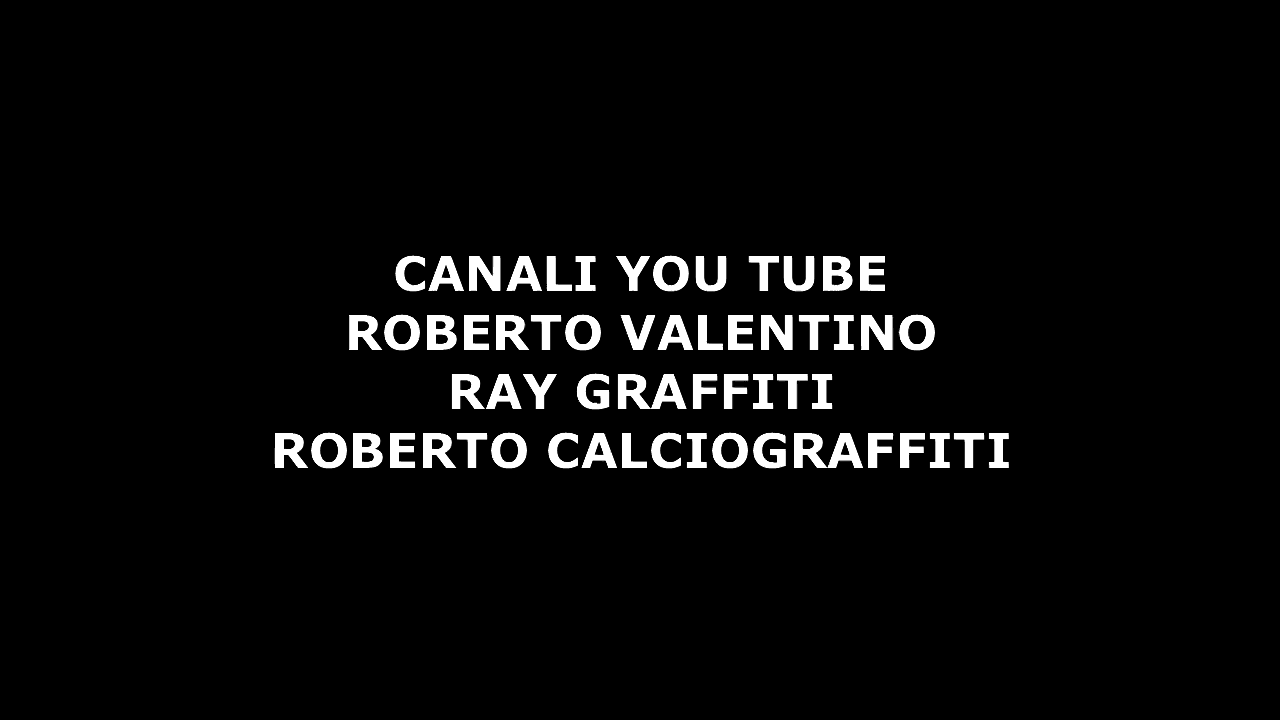 CANALI YOU TUBE
ROBERTO VALENTINO
RAY GRAFFITI
ROBERTO CALCIOGRAFFITI